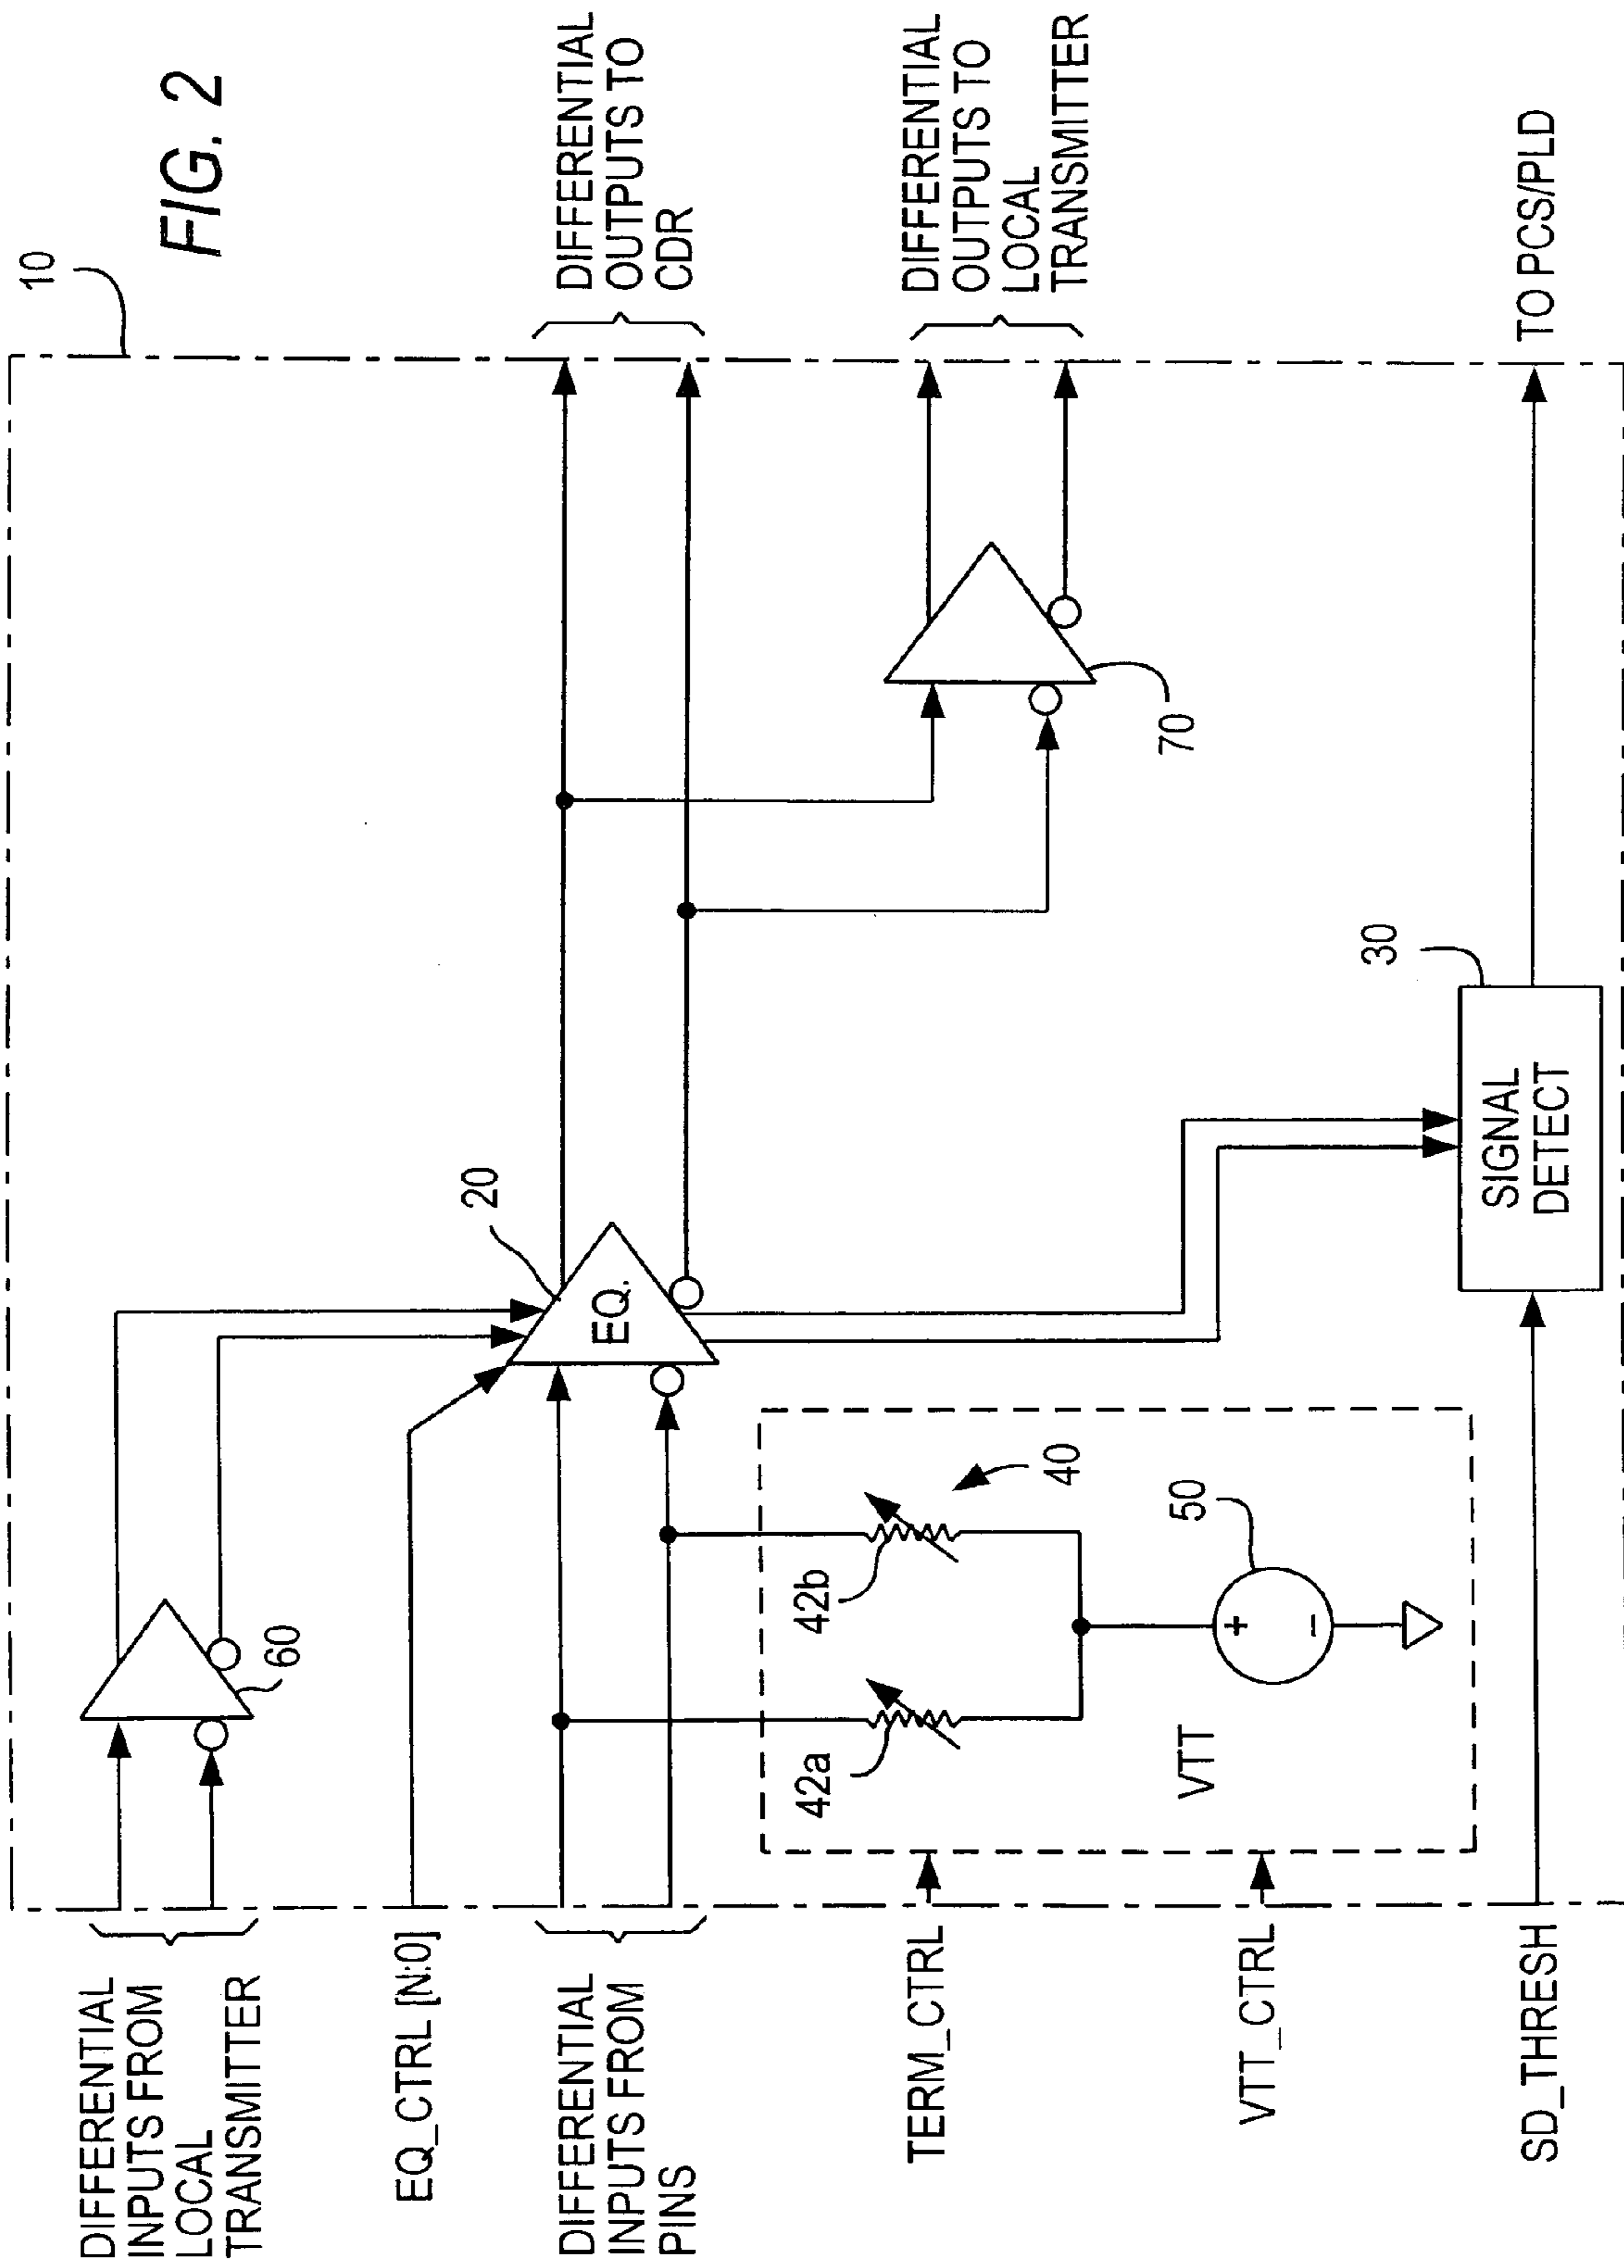 FIG. 2
10
DIFFERENTIAL
INPUTS FROM
LOCAL
TRANSMITTER
60
EQ_CTRL [N:0]
DIFFERENTIAL
INPUTS FROM
PINS
20
EQ.
DIFFERENTIAL
OUTPUTS TO
CDR
DIFFERENTIAL
OUTPUTS TO
LOCAL
TRANSMITTER
70
42a
42b
40
TERM_CTRL
VTT
50
+
−
VTT_CTRL
SD_THRESH
30
SIGNAL
DETECT
TO PCS/PLD